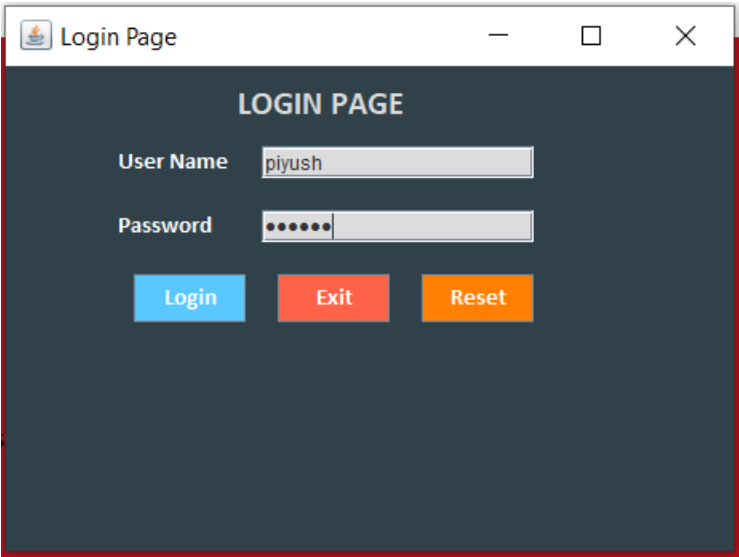 Login Page
LOGIN PAGE
User Name piyush
Password ••••••
Login Exit Reset